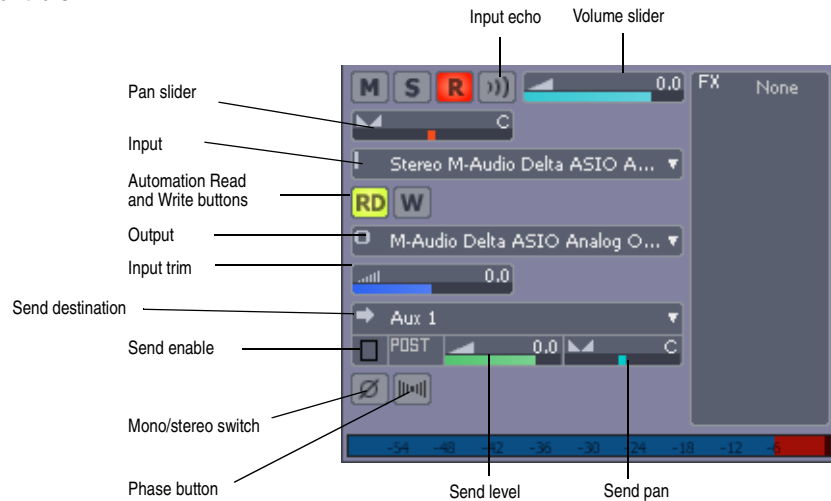 Input echo
Volume slider
M S R 0.0 FX None
Pan slider
C
Input
Stereo M-Audio Delta ASIO A...
Automation Read
and Write buttons
RD W
Output
M-Audio Delta ASIO Analog O...
Input trim
0.0
Send destination
Aux 1
Send enable
POST 0.0 C
Mono/stereo switch
-54 -48 -42 -36 -30 -24 -18 -12 -6
Phase button
Send level
Send pan